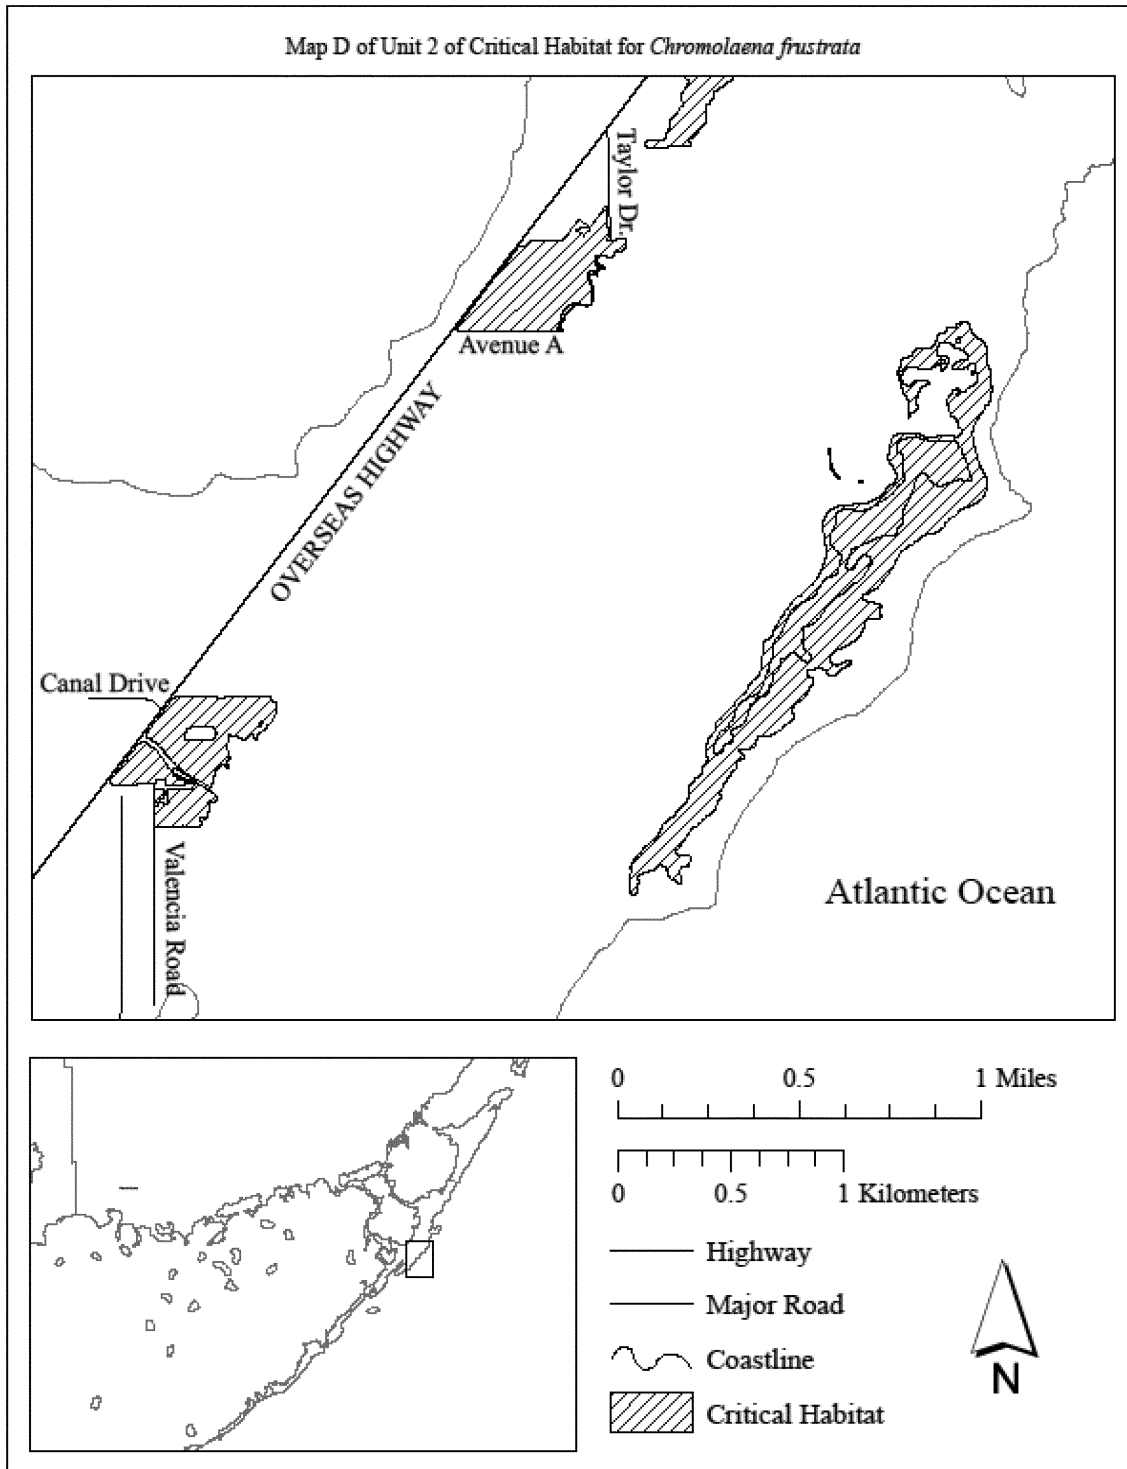 Map D of Unit 2 of Critical Habitat for Chromolaena frustrata
Taylor Dr.
Avenue A
OVERSEAS HIGHWAY
Canal Drive
Valencia Road
Atlantic Ocean
0 0.5 1 Miles
0 0.5 1 Kilometers
Highway
Major Road
Coastline
Critical Habitat
N